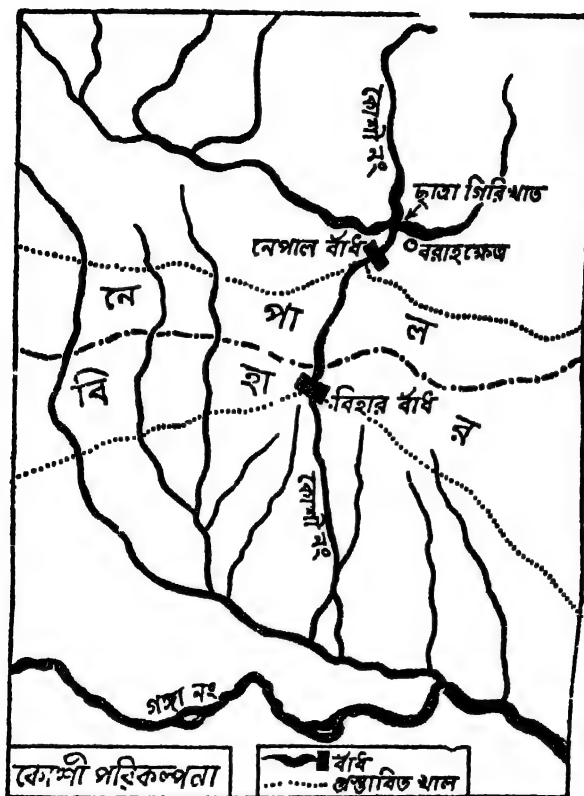 কোশী নং
ছাত্রা গিরিখাত
নেপাল বাঁধ
বরাহক্ষেত্র
নে পা ল
বি হা র
বিহার বাঁধ
কোশী নং
গঙ্গা নং
কোশী পরিকল্পনা
বাঁধ
প্রস্তাবিত খাল